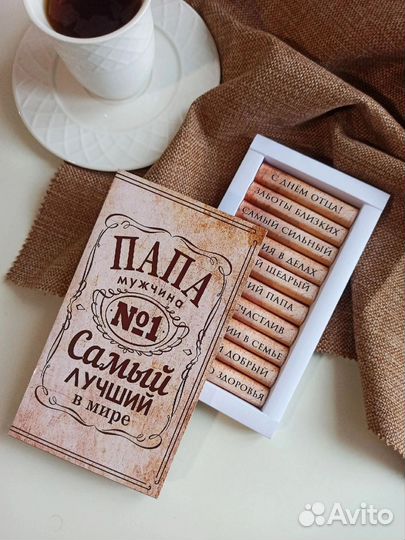 ПАПА
мужчина
№1
Самый
ЛУЧШИЙ
в мире
С ДНЁМ ОТЦА!
ЗАБОТЫ БЛИЗКИХ
САМЫЙ СИЛЬНЫЙ
В ДЕЛАХ
ЩЕДРЫЙ
ПАПА
В СЕМЬЕ
ДОБРЫЙ
ЗДОРОВЬЯ
Avito